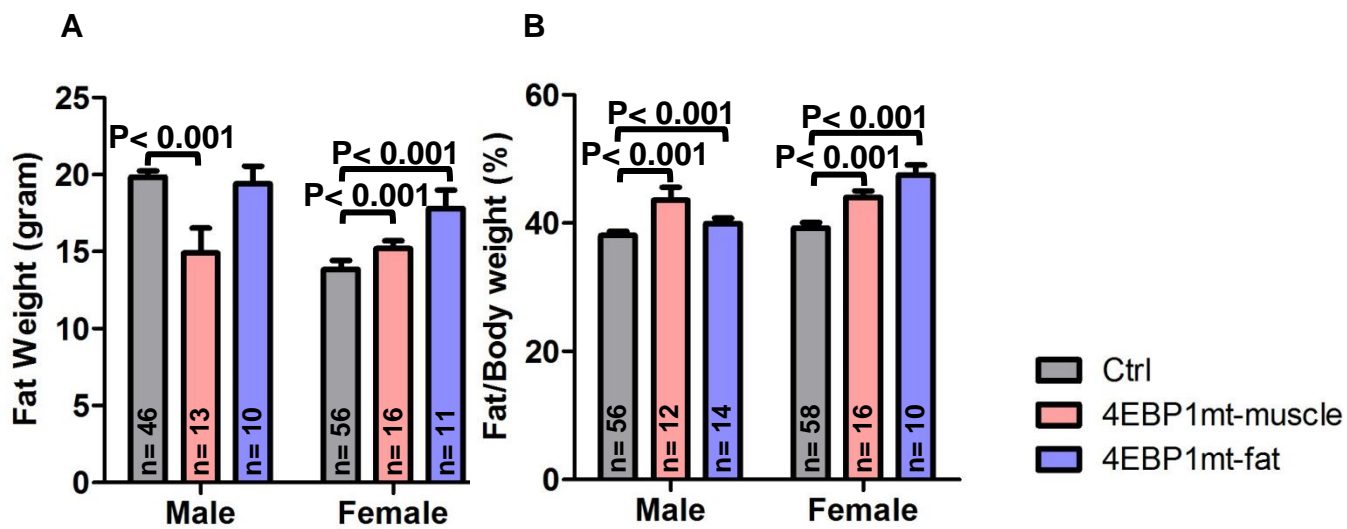 A
Fat Weight (gram)
25
20
15
10
5
0
P< 0.001
P< 0.001
P< 0.001
n= 46
n= 13
n= 10
n= 56
n= 16
n= 11
Male
Female
B
Fat/Body weight (%)
60
40
20
0
P< 0.001
P< 0.001
P< 0.001
P< 0.001
n= 56
n= 12
n= 14
n= 58
n= 16
n= 10
Male
Female
Ctrl
4EBP1mt-muscle
4EBP1mt-fat